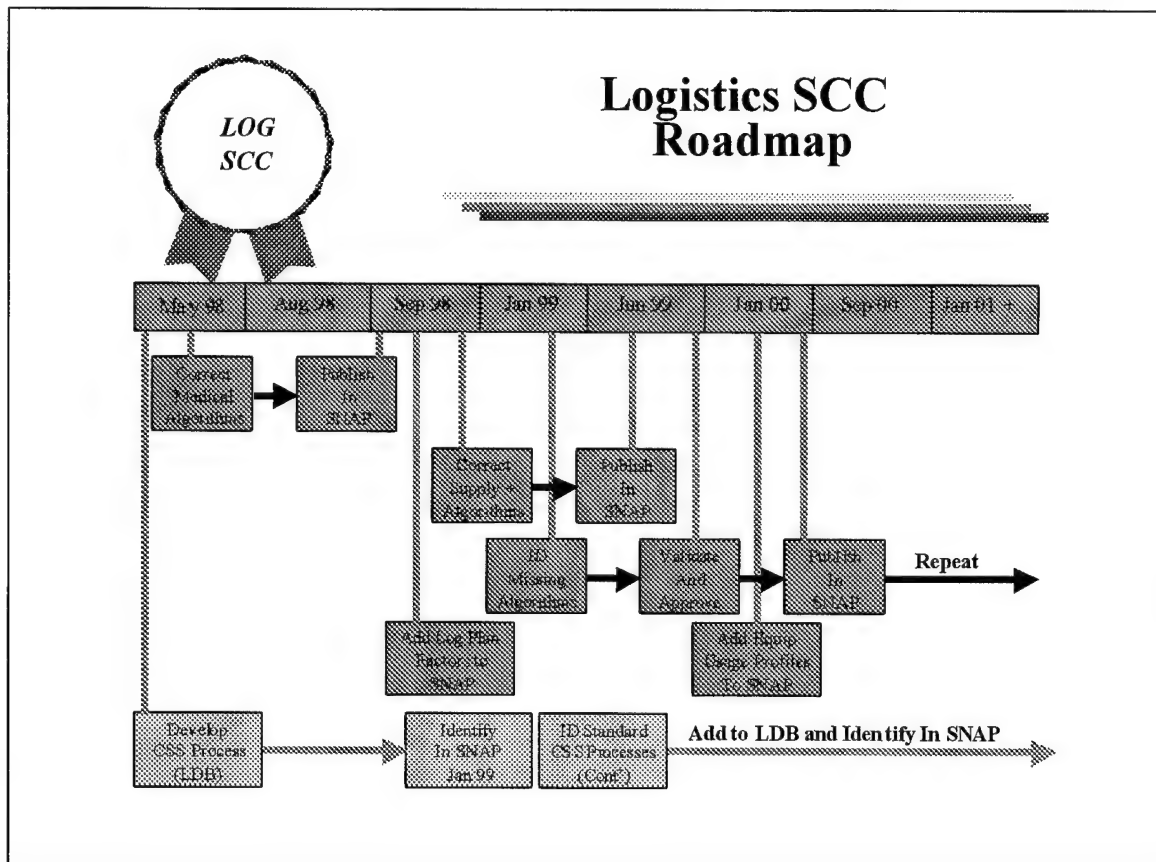 LOG
SCC
Logistics SCC
Roadmap
May 98
Aug 98
Sep 98
Jan 99
Jun 99
Jan 00
Sep 00
Jan 01 +
Correct
Medical
Algorithms
Publish
In
SNAP
Correct
Supply +
Algorithms
Publish
In
SNAP
ID
Missing
Algorithms
Validate
And
Approve
Publish
In
SNAP
Repeat
Add Log Plan
Factors to
SNAP
Add Equip
Usage Profiles
To SNAP
Develop
CSS Process
(LDB)
Identify
In SNAP
Jan 99
ID Standard
CSS Processes
(Cont')
Add to LDB and Identify In SNAP